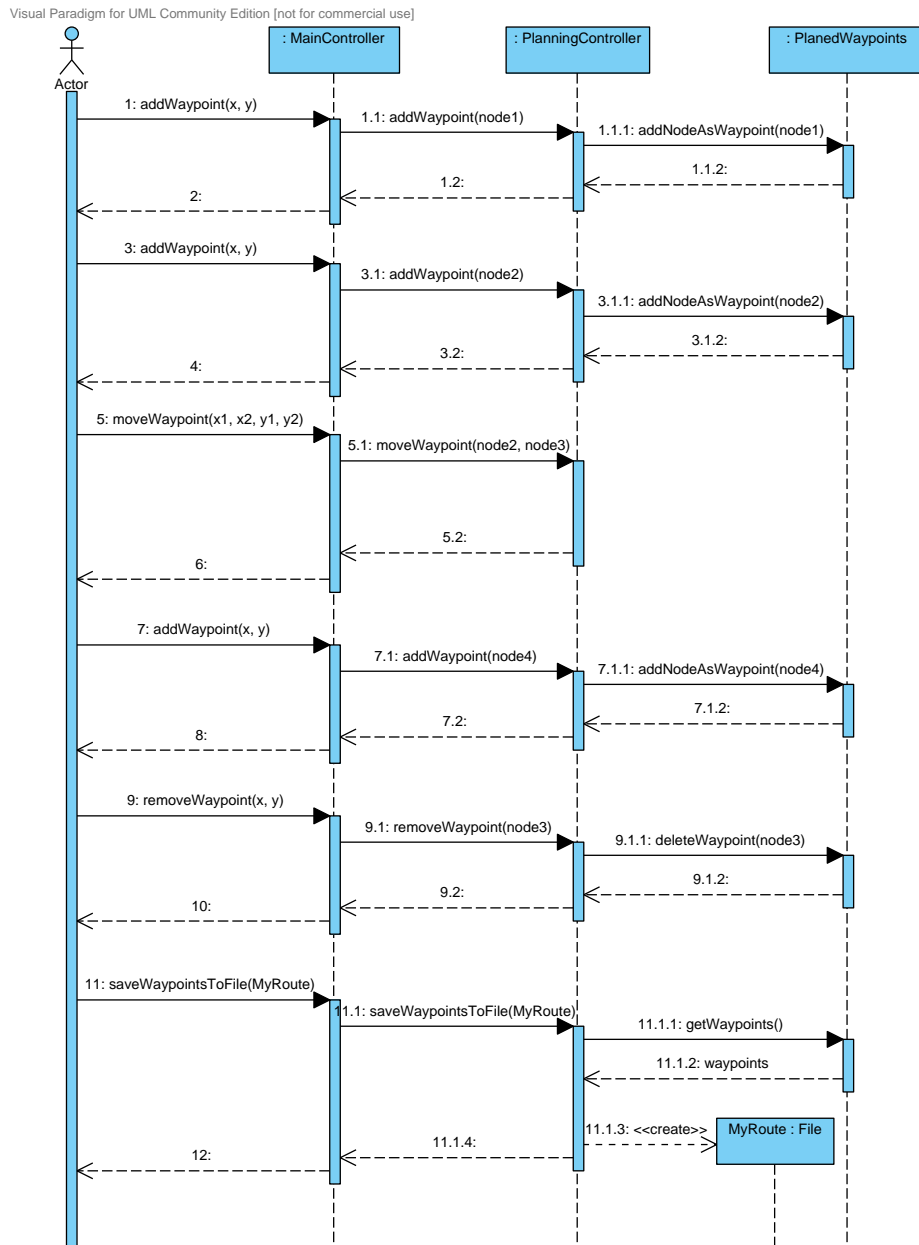 Visual Paradigm for UML Community Edition [not for commercial use]
: MainController
: PlanningController
: PlanedWaypoints
Actor
1: addWaypoint(x, y)
1.1: addWaypoint(node1)
1.1.1: addNodeAsWaypoint(node1)
1.1.2:
1.2:
2:
3: addWaypoint(x, y)
3.1: addWaypoint(node2)
3.1.1: addNodeAsWaypoint(node2)
3.1.2:
3.2:
4:
5: moveWaypoint(x1, x2, y1, y2)
5.1: moveWaypoint(node2, node3)
5.2:
6:
7: addWaypoint(x, y)
7.1: addWaypoint(node4)
7.1.1: addNodeAsWaypoint(node4)
7.1.2:
7.2:
8:
9: removeWaypoint(x, y)
9.1: removeWaypoint(node3)
9.1.1: deleteWaypoint(node3)
9.1.2:
9.2:
10:
11: saveWaypointsToFile(MyRoute)
11.1: saveWaypointsToFile(MyRoute)
11.1.1: getWaypoints()
11.1.2: waypoints
11.1.3: <<create>>
MyRoute : File
11.1.4:
12: